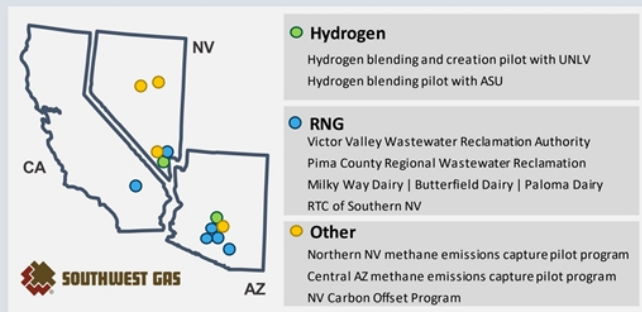 NV
CA
AZ
SOUTHWEST GAS
Hydrogen
Hydrogen blending and creation pilot with UNLV
Hydrogen blending pilot with ASU
RNG
Victor Valley Wastewater Reclamation Authority
Pima County Regional Wastewater Reclamation
Milky Way Dairy | Butterfield Dairy | Paloma Dairy
RTC of Southern NV
Other
Northern NV methane emissions capture pilot program
Central AZ methane emissions capture pilot program
NV Carbon Offset Program